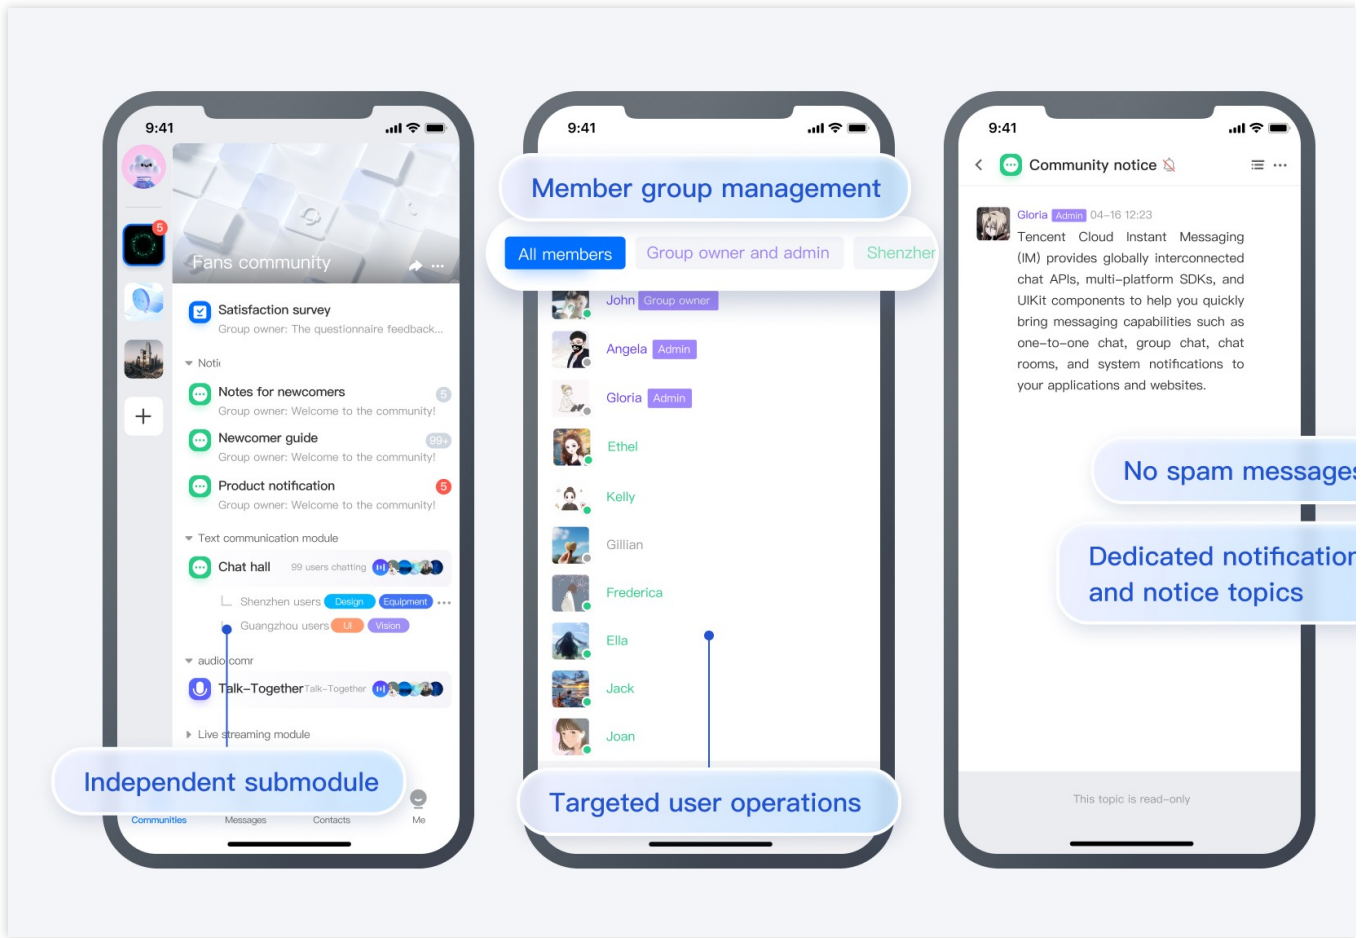 9:41
5
Fans community
Satisfaction survey
Group owner: The questionnaire feedback...
Notes for newcomers
5
Group owner: Welcome to the community!
Newcomer guide
99+
Group owner: Welcome to the community!
Product notification
5
Group owner: Welcome to the community!
Text communication module
Chat hall 99 users chatting
Shenzhen users Design Equipment
Guangzhou users UI Vision
audio
Talk-Together Talk-Together
Live streaming module
Independent submodule
Communities Messages Contacts Me
9:41
Member group management
All members Group owner and admin
John Group owner
Angela Admin
Gloria Admin
Ethel
Kelly
Gillian
Frederica
Ella
Jack
Joan
Targeted user operations
9:41
Community notice
Gloria Admin 04-16 12:23
Tencent Cloud Instant Messaging
(IM) provides globally interconnected
chat APIs, multi-platform SDKs, and
UIKit components to help you quickly
bring messaging capabilities such as
one-to-one chat, group chat, chat
rooms, and system notifications to
your applications and websites.
No spam messages
Dedicated notification
and notice topics
This topic is read-only